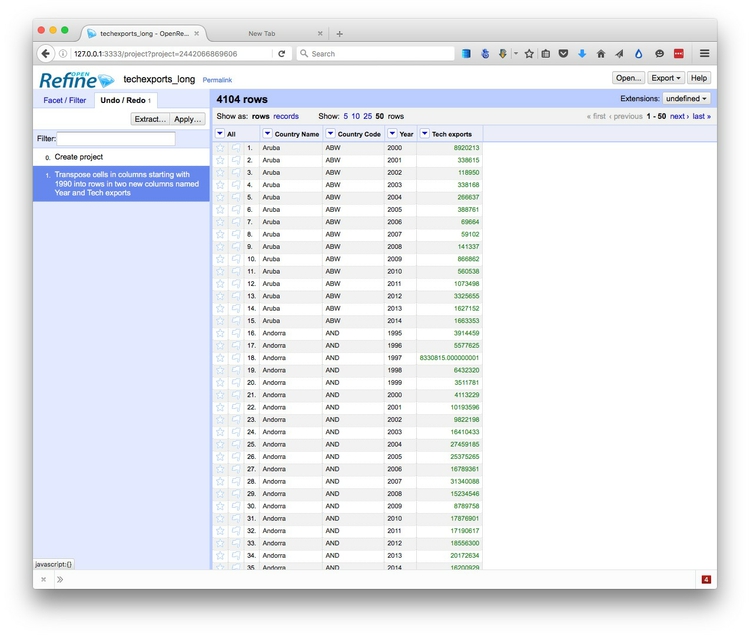 techexports_long - OpenRe... × New Tab × +
127.0.0.1:3333/project?project=2442066869606 Search
OPEN
Refine techexports_long Permalink Open... Export Help
Facet / Filter Undo / Redo 1 4104 rows Extensions: undefined
Extract... Apply... Show as: rows records Show: 5 10 25 50 rows « first ‹ previous 1 - 50 next › last »
Filter: All Country Name Country Code Year Tech exports
0. Create project
1. Transpose cells in columns starting with
1990 into rows in two new columns named
Year and Tech exports
1. Aruba ABW 2000 8920213
2. Aruba ABW 2001 338615
3. Aruba ABW 2002 118950
4. Aruba ABW 2003 338168
5. Aruba ABW 2004 266637
6. Aruba ABW 2005 388761
7. Aruba ABW 2006 69664
8. Aruba ABW 2007 59102
9. Aruba ABW 2008 141337
10. Aruba ABW 2009 866862
11. Aruba ABW 2010 560538
12. Aruba ABW 2011 1073498
13. Aruba ABW 2012 3325655
14. Aruba ABW 2013 1627152
15. Aruba ABW 2014 1663353
16. Andorra AND 1995 3914459
17. Andorra AND 1996 5577625
18. Andorra AND 1997 8330815.000000001
19. Andorra AND 1998 6432320
20. Andorra AND 1999 3511781
21. Andorra AND 2000 4113229
22. Andorra AND 2001 10193596
23. Andorra AND 2002 9822198
24. Andorra AND 2003 16410433
25. Andorra AND 2004 27459185
26. Andorra AND 2005 25375265
27. Andorra AND 2006 16789361
28. Andorra AND 2007 31340088
29. Andorra AND 2008 15234546
30. Andorra AND 2009 8789758
31. Andorra AND 2010 17876901
32. Andorra AND 2011 17190617
33. Andorra AND 2012 18556300
34. Andorra AND 2013 20172634
35. Andorra AND 2014 16200929
javascript:{}
× » 4